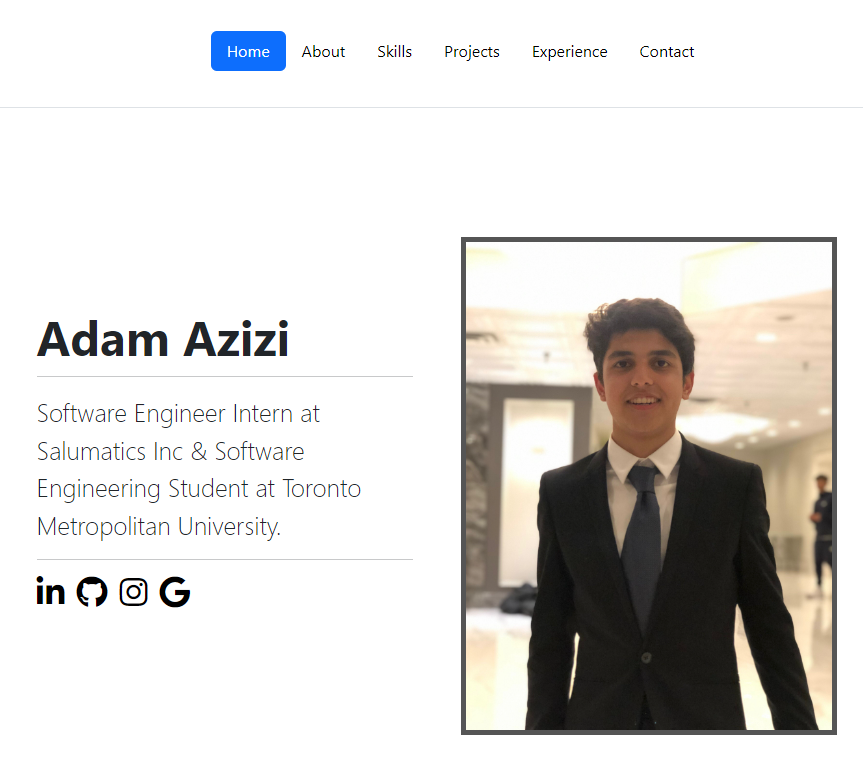 Home About Skills Projects Experience Contact
Adam Azizi
Software Engineer Intern at
Salumatics Inc & Software
Engineering Student at Toronto
Metropolitan University.